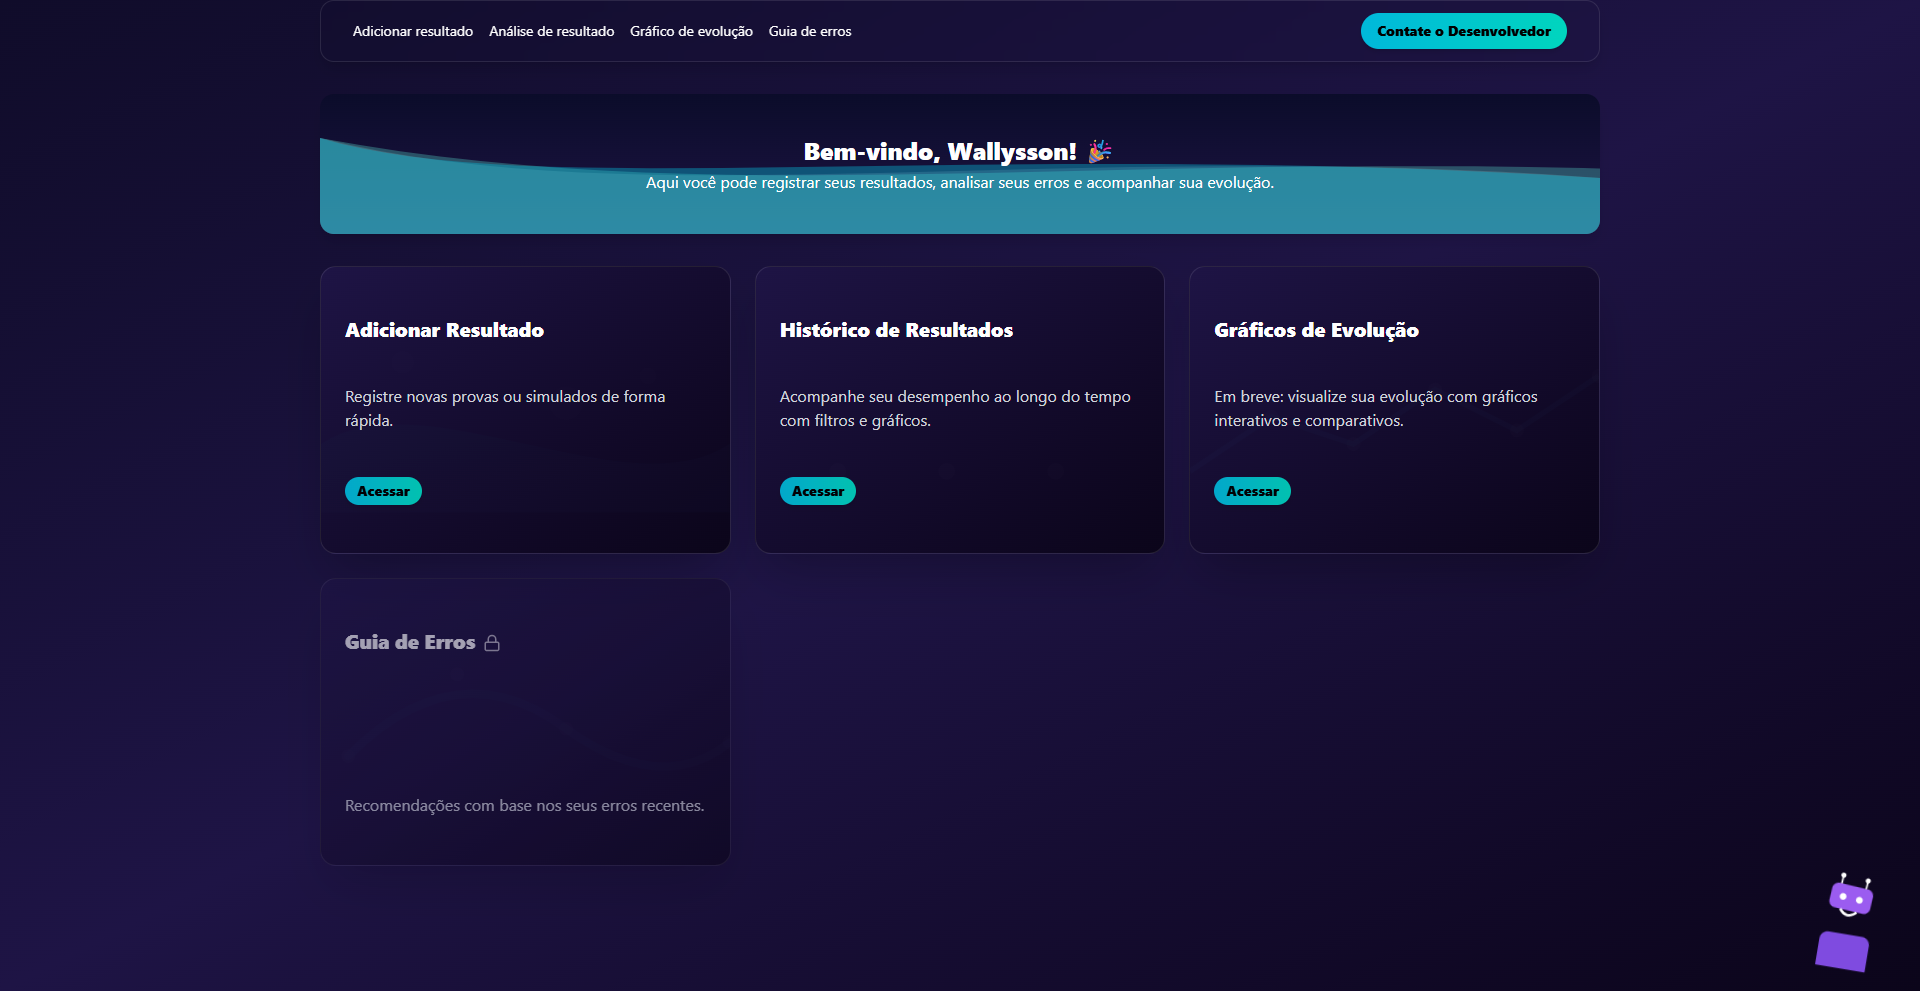 Adicionar resultado Análise de resultado Gráfico de evolução Guia de erros Contate o Desenvolvedor
Bem-vindo, Wallysson! 🎉
Aqui você pode registrar seus resultados, analisar seus erros e acompanhar sua evolução.
Adicionar Resultado
Registre novas provas ou simulados de forma
rápida.
Acessar
Histórico de Resultados
Acompanhe seu desempenho ao longo do tempo
com filtros e gráficos.
Acessar
Gráficos de Evolução
Em breve: visualize sua evolução com gráficos
interativos e comparativos.
Acessar
Guia de Erros
Recomendações com base nos seus erros recentes.